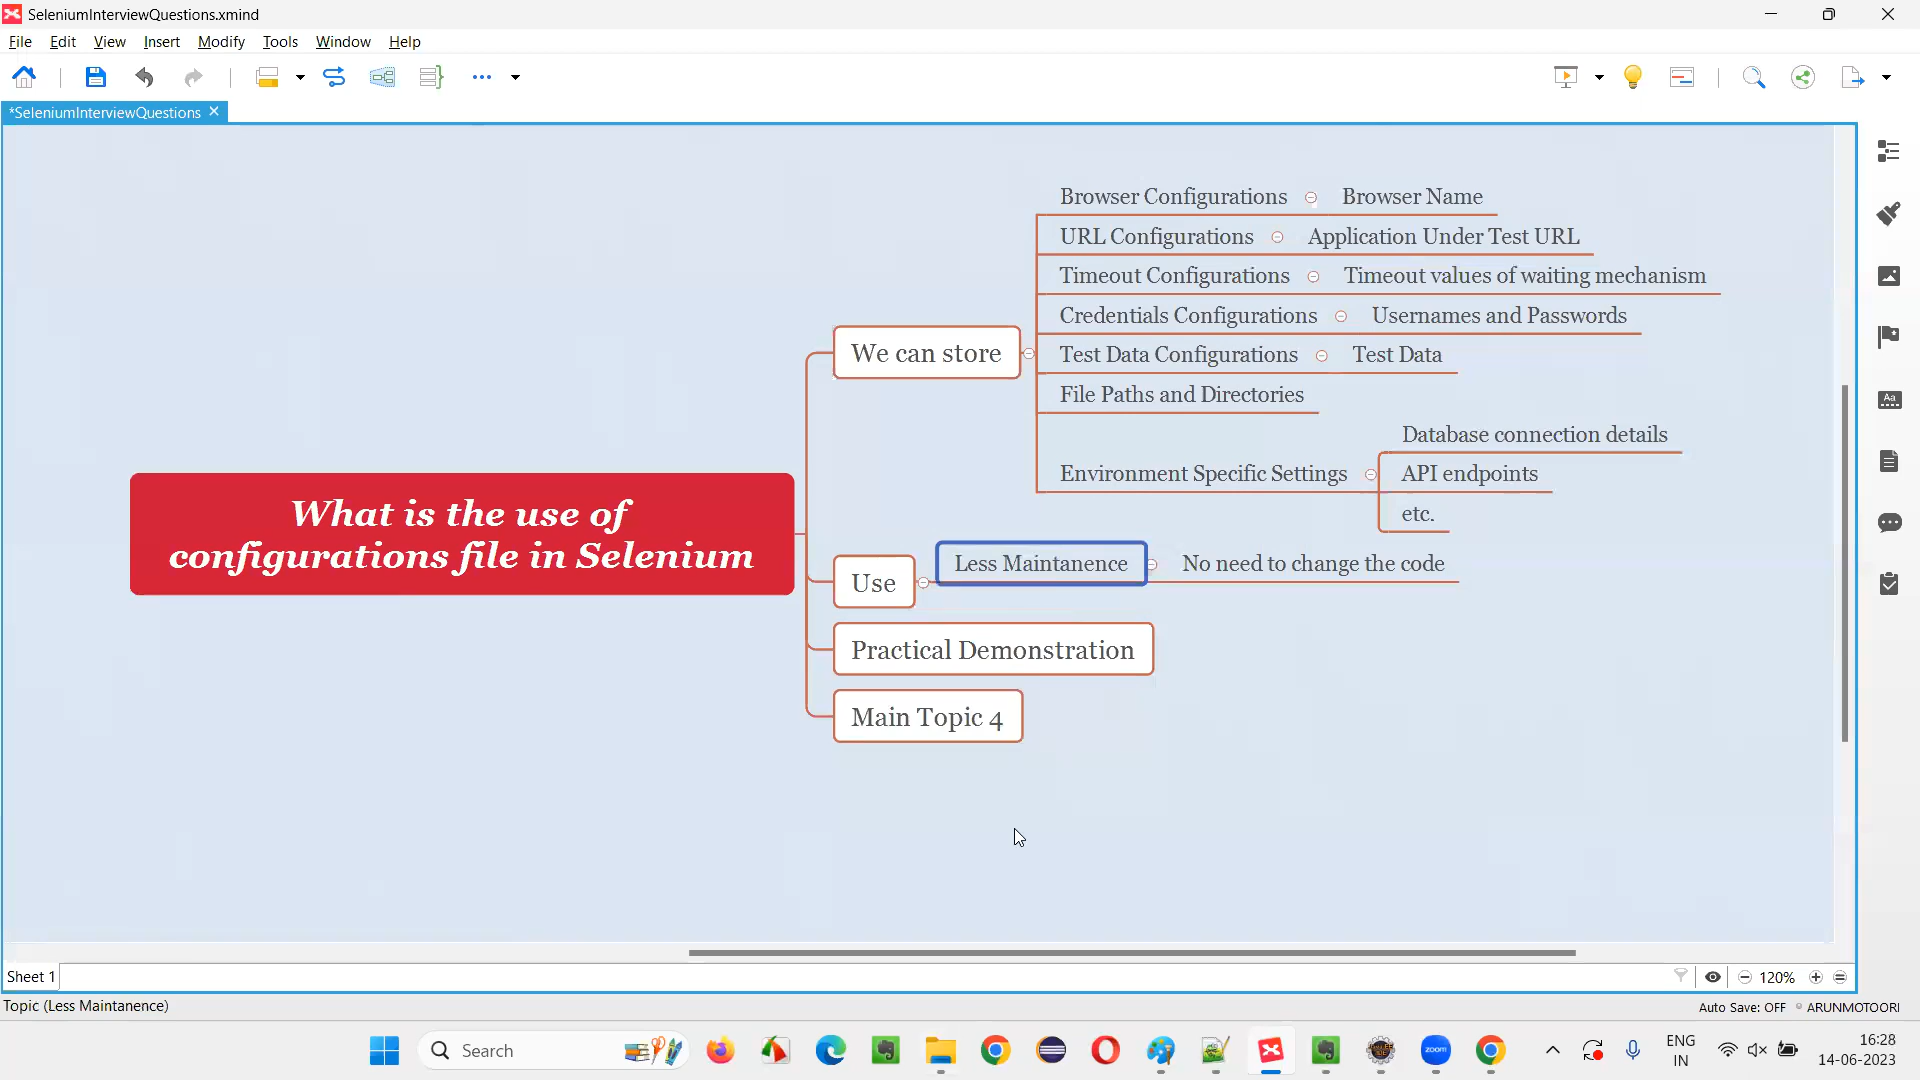 SeleniumInterviewQuestions.xmind
File Edit View Insert Modify Tools Window Help
*SeleniumInterviewQuestions
Browser Configurations Browser Name
URL Configurations Application Under Test URL
Timeout Configurations Timeout values of waiting mechanism
Credentials Configurations Usernames and Passwords
We can store
Test Data Configurations Test Data
File Paths and Directories
Database connection details
Environment Specific Settings API endpoints
etc.
What is the use of
configurations file in Selenium
Use Less Maintanence No need to change the code
Practical Demonstration
Main Topic 4
Aa
Sheet 1
120%
Topic (Less Maintanence)
Auto Save: OFF ARUNMOTOORI
Search
zoom
ENG
IN
16:28
14-06-2023